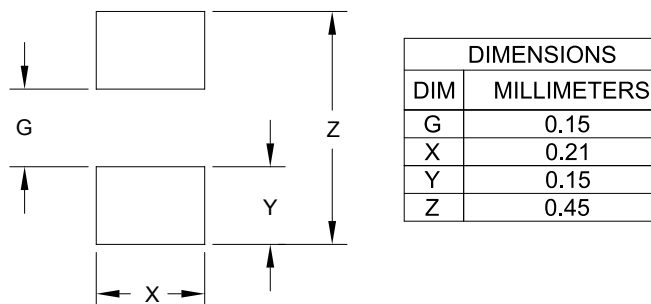 G
Z
Y
X
DIMENSIONS
DIM MILLIMETERS
G 0.15
X 0.21
Y 0.15
Z 0.45